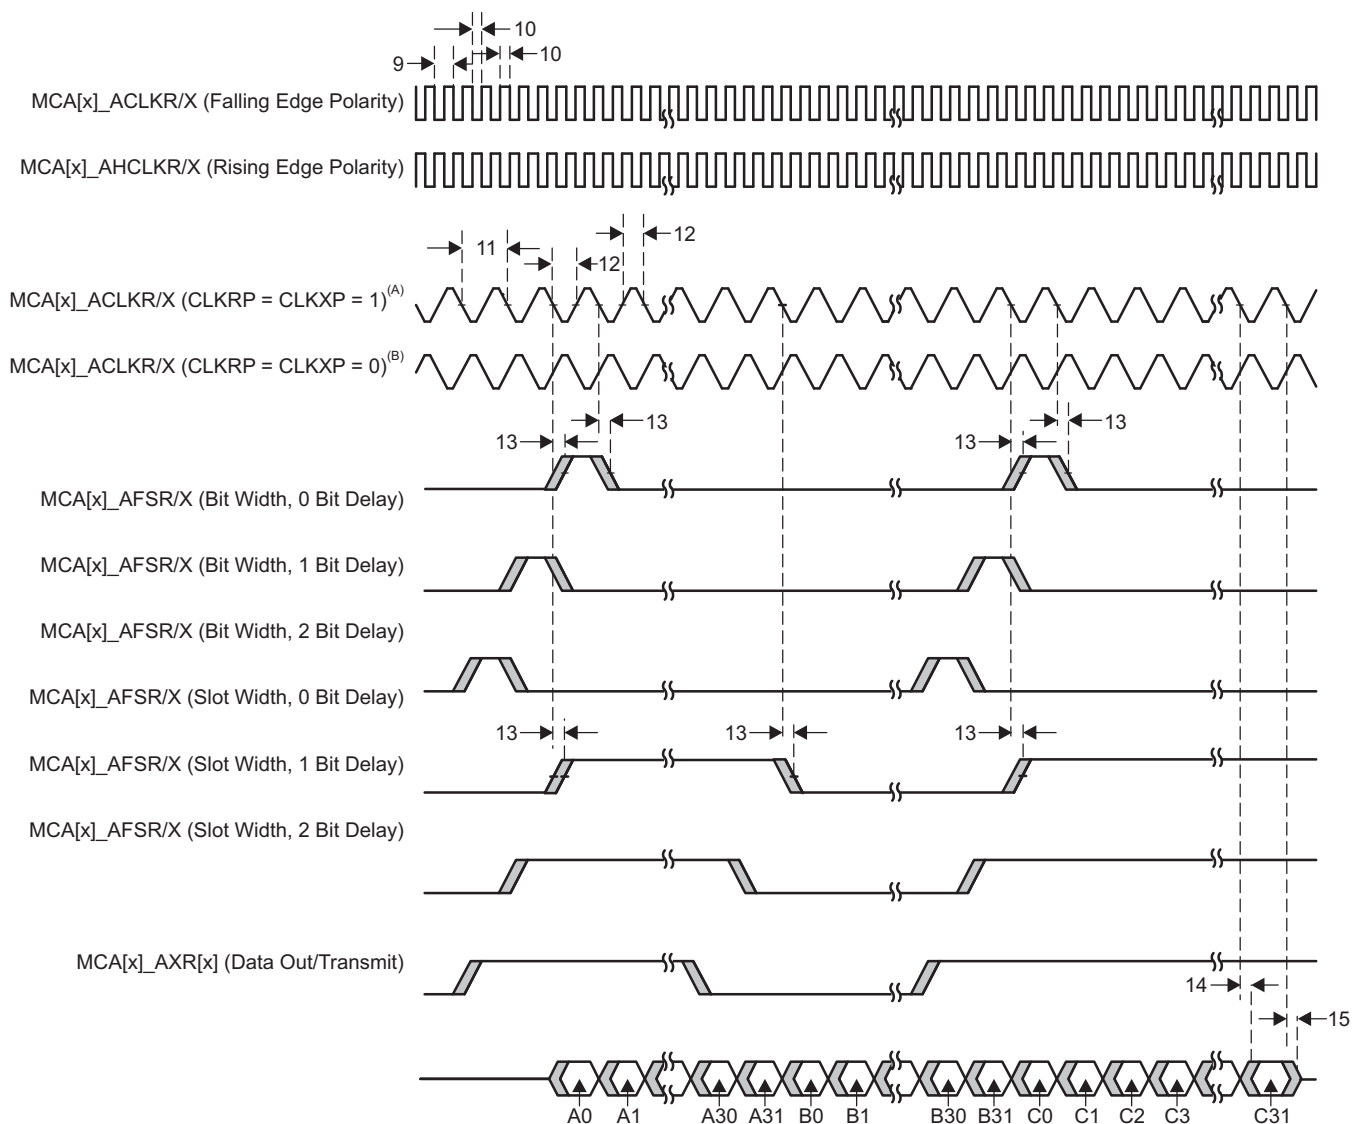 10
10
9
MCA[x]_ACLKR/X (Falling Edge Polarity)
MCA[x]_AHCLKR/X (Rising Edge Polarity)
12
11
12
MCA[x]_ACLKR/X (CLKRP = CLKXP = 1)(A)
MCA[x]_ACLKR/X (CLKRP = CLKXP = 0)(B)
13 13
13 13
MCA[x]_AFSR/X (Bit Width, 0 Bit Delay)
MCA[x]_AFSR/X (Bit Width, 1 Bit Delay)
MCA[x]_AFSR/X (Bit Width, 2 Bit Delay)
MCA[x]_AFSR/X (Slot Width, 0 Bit Delay)
13 13 13
MCA[x]_AFSR/X (Slot Width, 1 Bit Delay)
MCA[x]_AFSR/X (Slot Width, 2 Bit Delay)
MCA[x]_AXR[x] (Data Out/Transmit)
14
15
A0 A1 A30 A31 B0 B1 B30 B31 C0 C1 C2 C3 C31